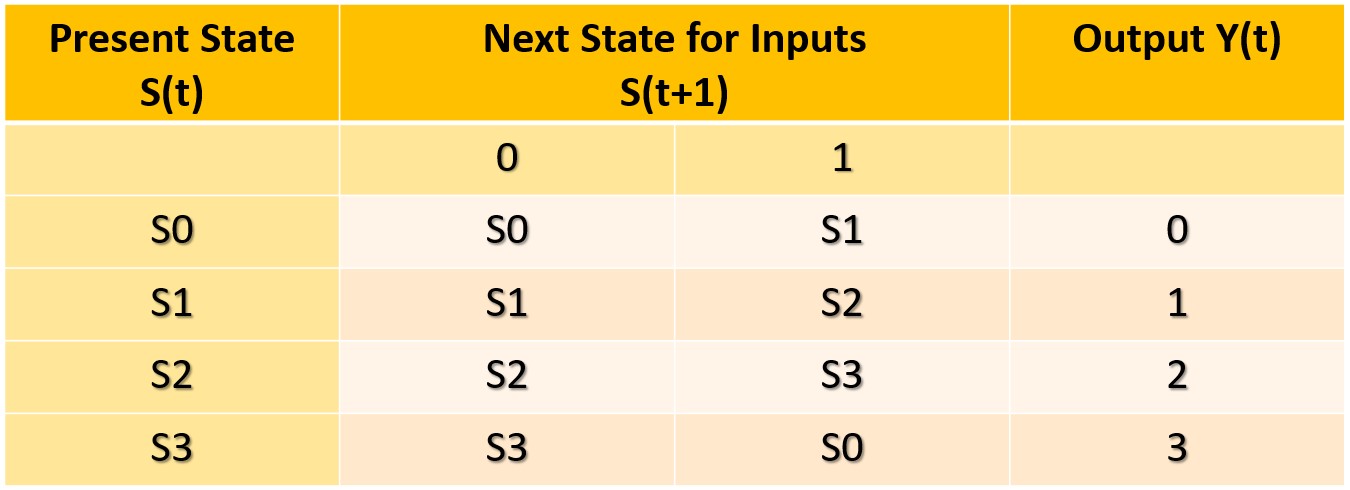 Present State Next State for Inputs Output Y(t)
S(t) S(t+1)
0 1
S0 S0 S1 0
S1 S1 S2 1
S2 S2 S3 2
S3 S3 S0 3